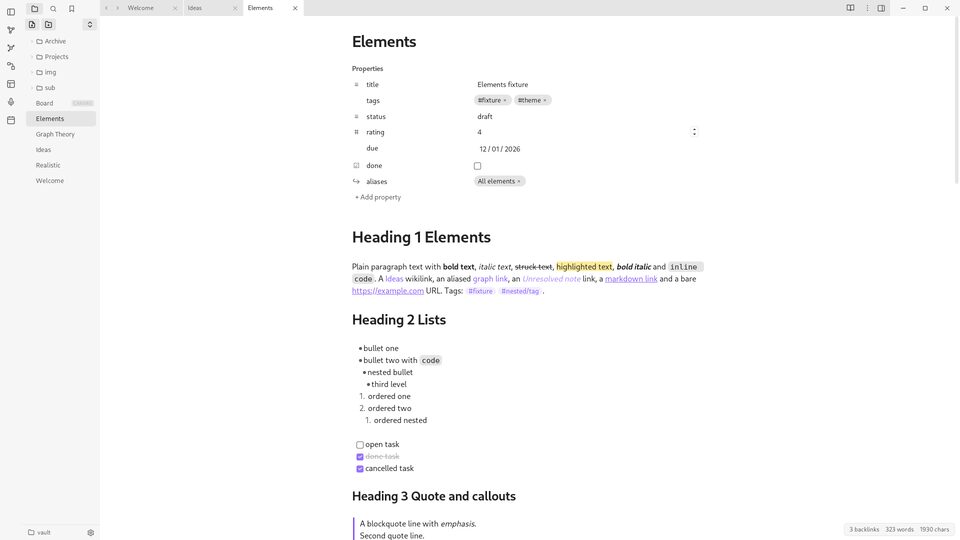 Welcome
Ideas
Elements
Archive
Projects
img
sub
Board
CANVAS
Elements
Graph Theory
Ideas
Realistic
Welcome
vault
Elements
Properties
title Elements fixture
tags #fixture × #theme ×
status draft
rating 4
due 12/01/2026
done
aliases All elements ×
+ Add property
Heading 1 Elements
Plain paragraph text with bold text, italic text, struck text, highlighted text, bold italic and inline
code. A Ideas wikilink, an aliased graph link, an Unresolved note link, a markdown link and a bare
https://example.com URL. Tags: #fixture #nested/tag.
Heading 2 Lists
bullet one
bullet two with code
nested bullet
third level
1. ordered one
2. ordered two
1. ordered nested
open task
done task
cancelled task
Heading 3 Quote and callouts
A blockquote line with emphasis.
Second quote line.
3 backlinks 323 words 1930 chars